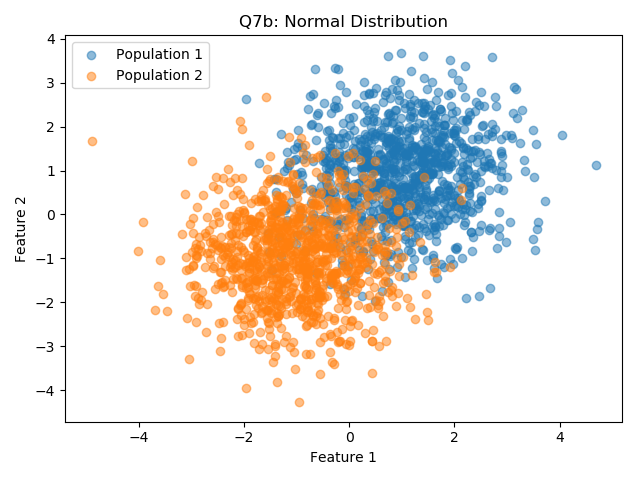 Q7b: Normal Distribution
Population 1
Population 2
Feature 2
4
3
2
1
0
−1
−2
−3
−4
−4
−2
0
2
4
Feature 1